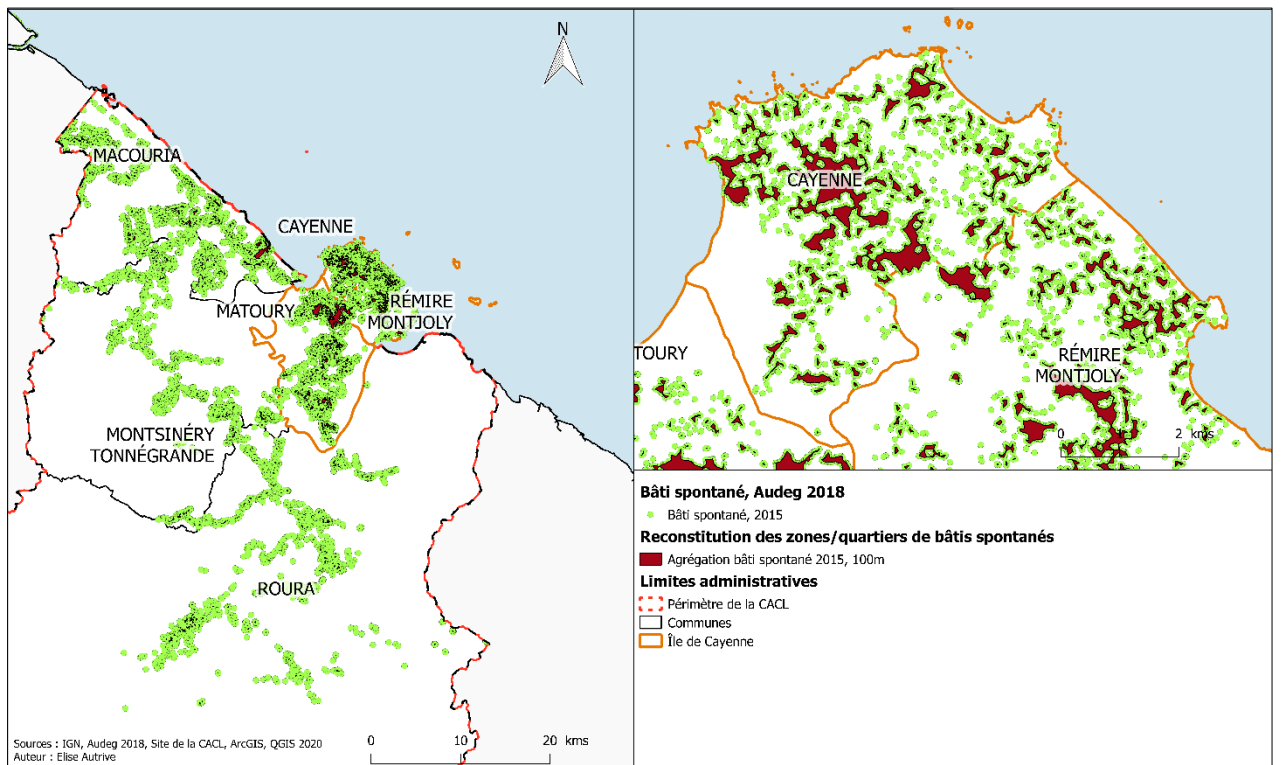 N
MACOURIA
CAYENNE
MATOURY
RÉMIRE
MONTJOLY
MONTSINÉRY
TONNÉGRANDE
ROURA
Sources : IGN, Audeg 2018, Site de la CACL, ArcGIS, QGIS 2020
Auteur : Elise Autrive
0 10 20 kms
CAYENNE
TOURY
RÉMIRE
MONTJOLY
0 1 2 kms
Bâti spontané, Audeg 2018
Bâti spontané, 2015
Reconstitution des zones/quartiers de bâtis spontanés
Agrégation bâti spontané 2015, 100m
Limites administratives
Périmètre de la CACL
Communes
Île de Cayenne